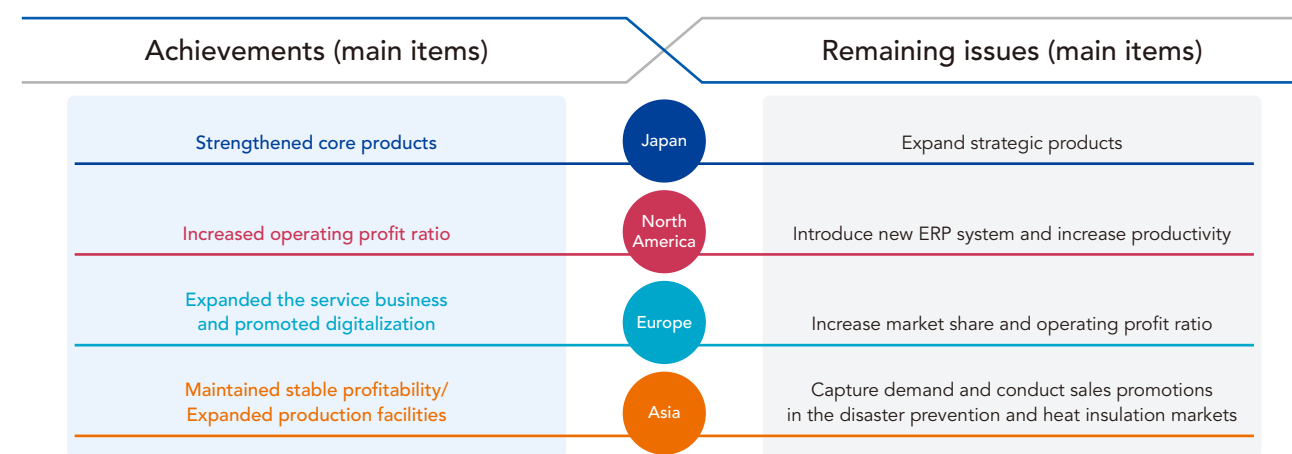 Achievements (main items)
Remaining issues (main items)
Strengthened core products
Japan
Expand strategic products
Increased operating profit ratio
North
America
Introduce new ERP system and increase productivity
Expanded the service business
and promoted digitalization
Europe
Increase market share and operating profit ratio
Maintained stable profitability/
Expanded production facilities
Asia
Capture demand and conduct sales promotions
in the disaster prevention and heat insulation markets